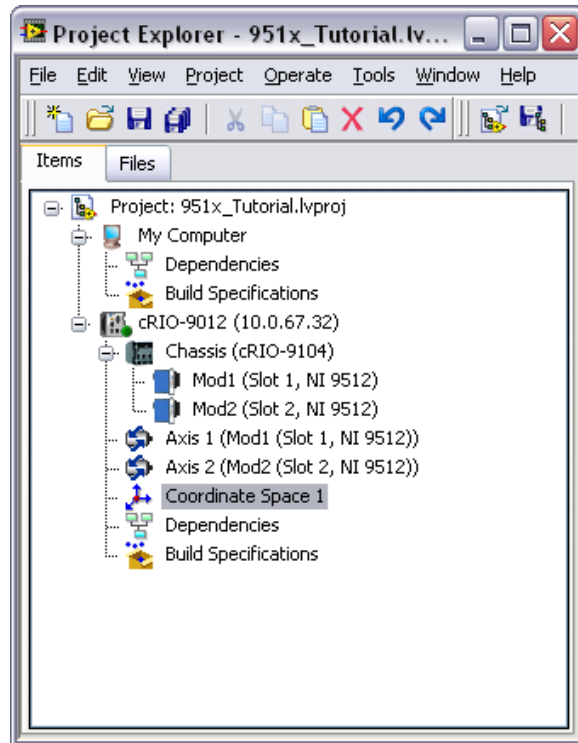 Project Explorer - 951x_Tutorial.lv...
File Edit View Project Operate Tools Window Help
Items Files
Project: 951x_Tutorial.lvproj
My Computer
Dependencies
Build Specifications
cRIO-9012 (10.0.67.32)
Chassis (cRIO-9104)
Mod1 (Slot 1, NI 9512)
Mod2 (Slot 2, NI 9512)
Axis 1 (Mod1 (Slot 1, NI 9512))
Axis 2 (Mod2 (Slot 2, NI 9512))
Coordinate Space 1
Dependencies
Build Specifications